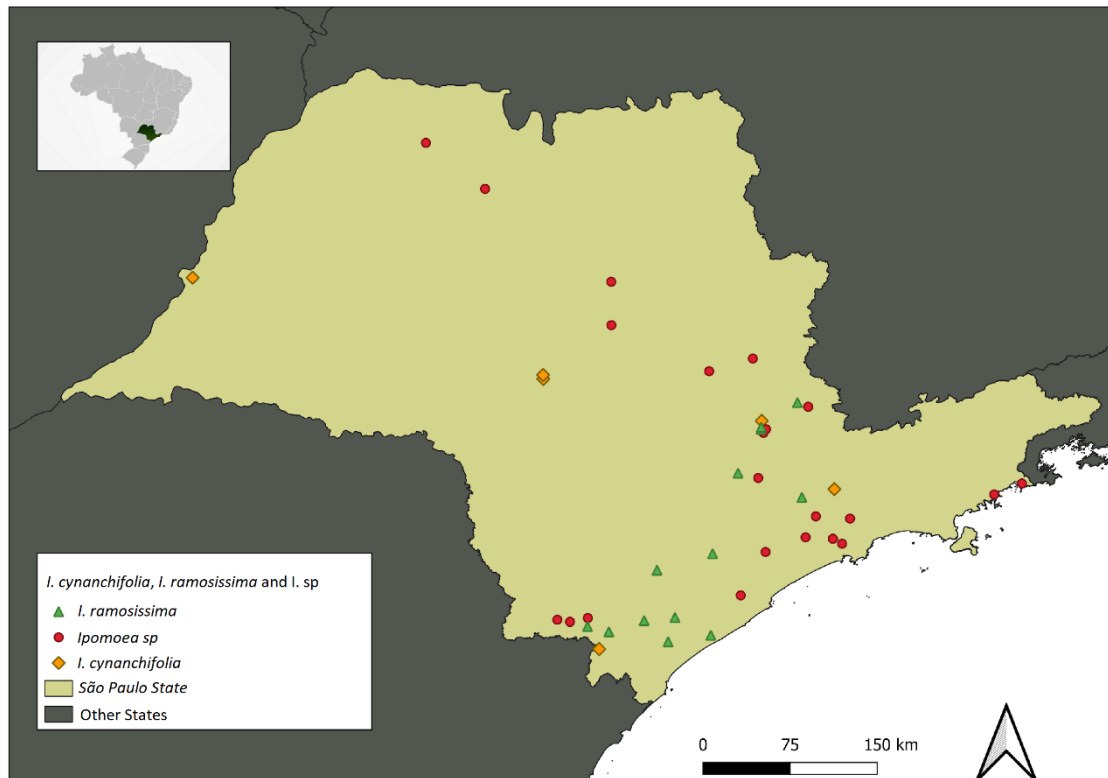 I. cynanchifolia, I. ramosissima and I. sp
I. ramosissima
Ipomoea sp
I. cynanchifolia
São Paulo State
Other States
0 75 150 km